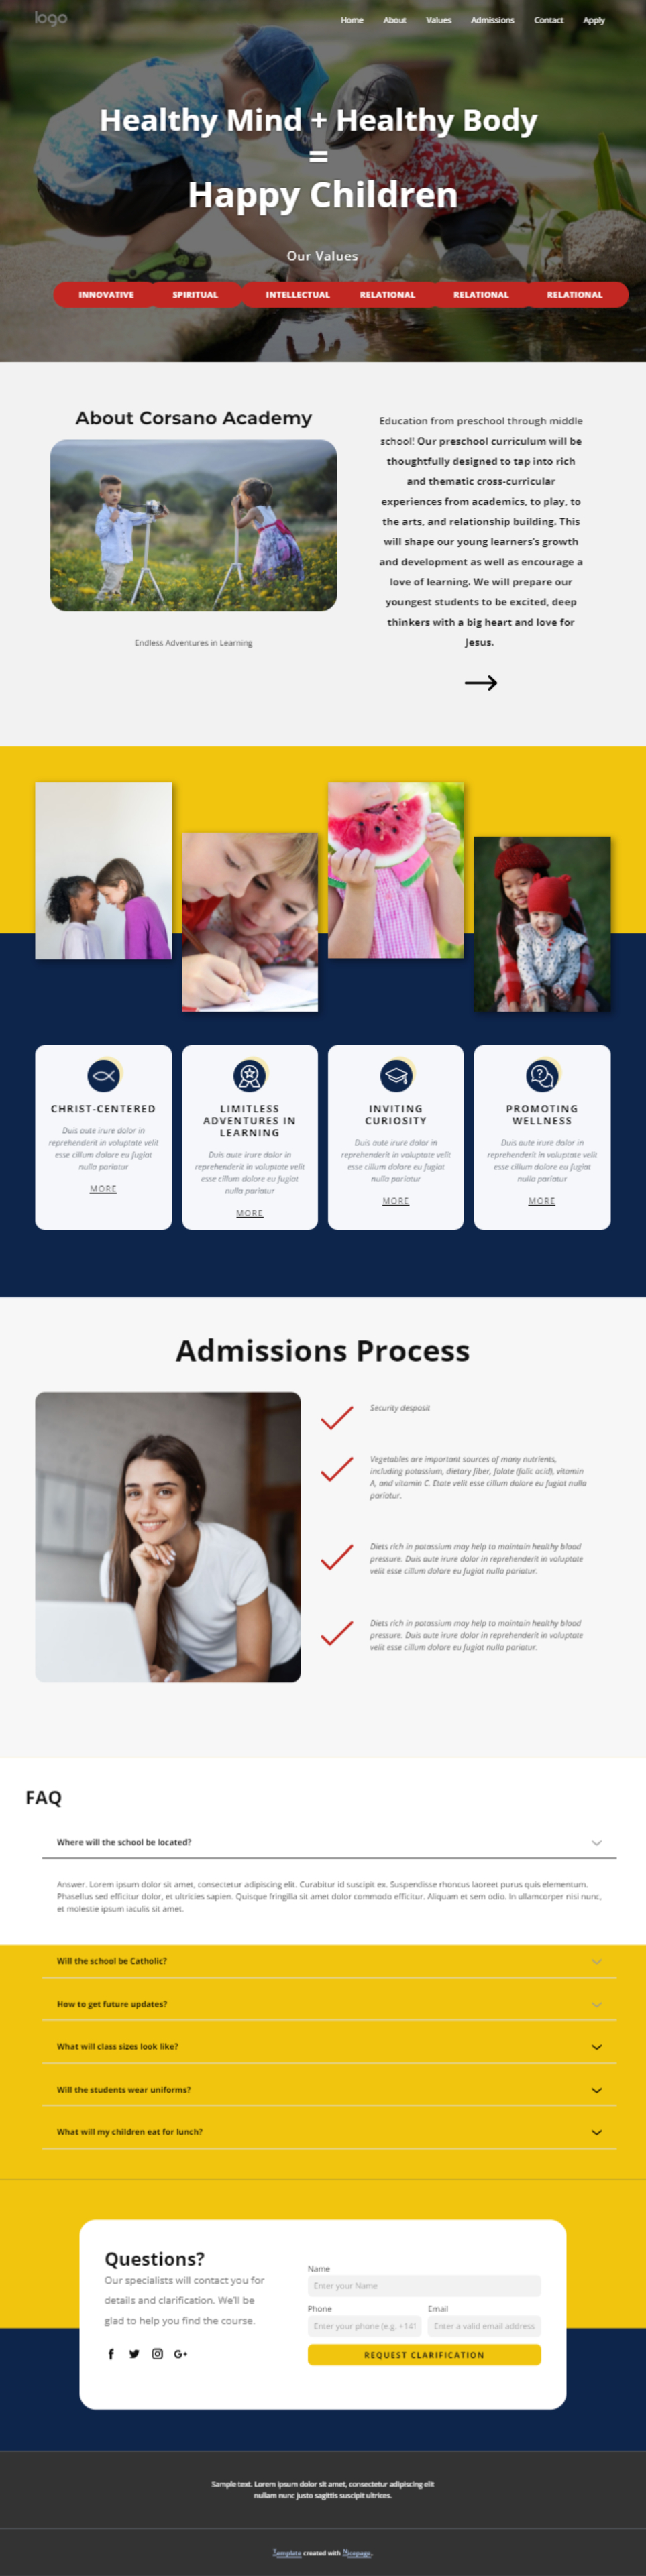 logo
Home About Values Admissions Contact Apply
Healthy Mind + Healthy Body
=
Happy Children
Our Values
INNOVATIVE SPIRITUAL INTELLECTUAL RELATIONAL RELATIONAL RELATIONAL
About Corsano Academy
Endless Adventures in Learning
Education from preschool through middle
school! Our preschool curriculum will be
thoughtfully designed to tap into rich
and thematic cross-curricular
experiences from academics, to play, to
the arts, and relationship building. This
will shape our young learners's growth
and development as well as encourage a
love of learning. We will prepare our
youngest students to be excited, deep
thinkers with a big heart and love for
Jesus.
CHRIST-CENTERED
Duis aute irure dolor in
reprehenderit in voluptate velit
esse cillum dolore eu fugiat
nulla pariatur
MORE
LIMITLESS
ADVENTURES IN
LEARNING
Duis aute irure dolor in
reprehenderit in voluptate velit
esse cillum dolore eu fugiat
nulla pariatur
MORE
INVITING
CURIOSITY
Duis aute irure dolor in
reprehenderit in voluptate velit
esse cillum dolore eu fugiat
nulla pariatur
MORE
PROMOTING
WELLNESS
Duis aute irure dolor in
reprehenderit in voluptate velit
esse cillum dolore eu fugiat
nulla pariatur
MORE
Admissions Process
Security despasit
Vegetables are important sources of many nutrients,
including potassium, dietary fiber, folate (folic acid), vitamin
A, and vitamin C. Etate velit esse cillum dolore eu fugiat nulla
pariatur.
Diets rich in potassium may help to maintain healthy blood
pressure. Duis aute irure dolor in reprehenderit in voluptate
velit esse cillum dolore eu fugiat nulla pariatur.
Diets rich in potassium may help to maintain healthy blood
pressure. Duis aute irure dolor in reprehenderit in voluptate
velit esse cillum dolore eu fugiat nulla pariatur.
FAQ
Where will the school be located?
Answer. Lorem ipsum dolor sit amet, consectetur adipiscing elit. Curabitur id suscipit ex. Suspendisse rhoncus laoreet purus quis elementum.
Phasellus sed efficitur dolor, et ultricies sapien. Quisque fringilla sit amet dolor commodo efficitur. Aliquam et sem odio. In ullamcorper nisi nunc,
et molestie ipsum iaculis sit amet.
Will the school be Catholic?
How to get future updates?
What will class sizes look like?
Will the students wear uniforms?
What will my children eat for lunch?
Questions?
Our specialists will contact you for
details and clarification. We'll be
glad to help you find the course.
Name
Enter your Name
Phone Email
Enter your phone (e.g. +141 Enter a valid email address
REQUEST CLARIFICATION
Sample text. Lorem ipsum dolor sit amet, consectetur adipiscing elit
nullam nunc justo sagittis suscipit ultrices.
Template created with Nicepage.